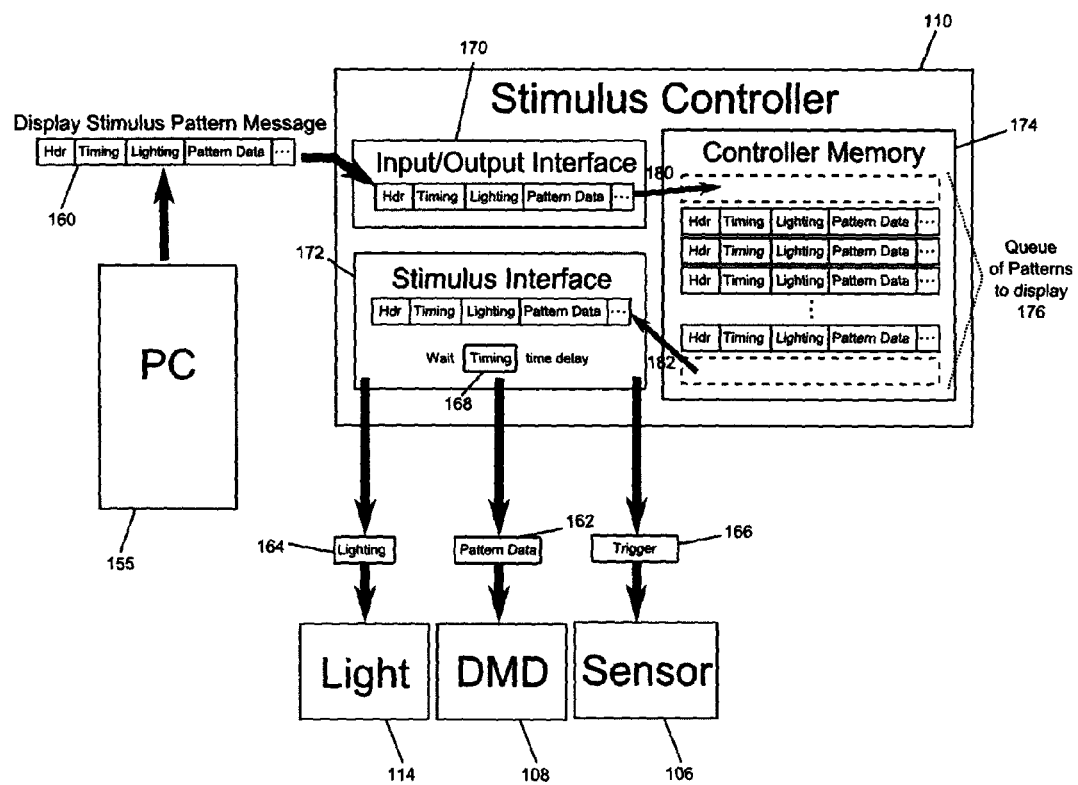 110
170
Stimulus Controller
Display Stimulus Pattern Message
Hdr Timing Lighting Pattern Data ...
160
Input/Output Interface
Hdr Timing Lighting Pattern Data ...
180
174
Controller Memory
Hdr Timing Lighting Pattern Data ...
Hdr Timing Lighting Pattern Data ...
Hdr Timing Lighting Pattern Data ...
Hdr Timing Lighting Pattern Data ...
Queue
of Patterns
to display
176
172
Stimulus Interface
Hdr Timing Lighting Pattern Data ...
Wait Timing time delay
168
182
PC
155
164
Lighting
162
Pattern Data
166
Trigger
Light
DMD
Sensor
114
108
106